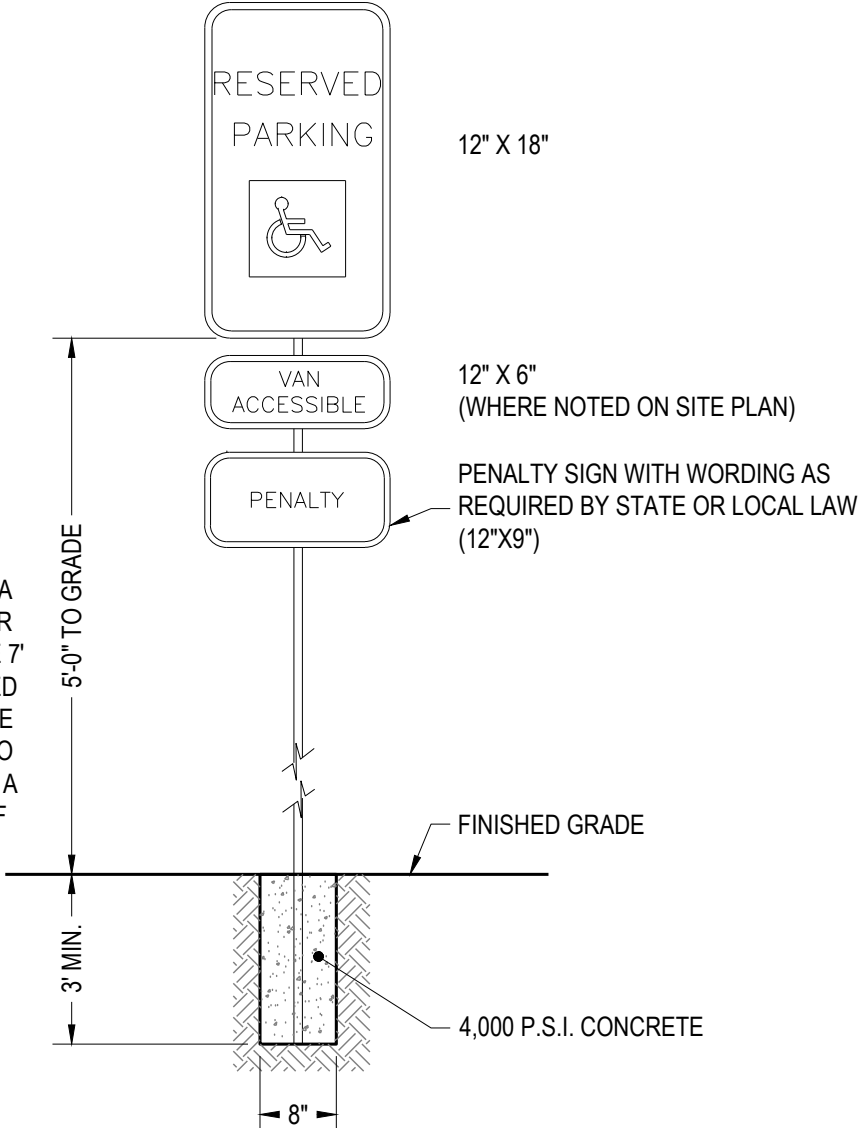 RESERVED
PARKING
12" X 18"
VAN
ACCESSIBLE
12" X 6"
(WHERE NOTED ON SITE PLAN)
PENALTY
PENALTY SIGN WITH WORDING AS
REQUIRED BY STATE OR LOCAL LAW
(12"X9")
5'-0" TO GRADE
A
R
7'
ED
E
O
A
F
FINISHED GRADE
3' MIN.
4,000 P.S.I. CONCRETE
8"